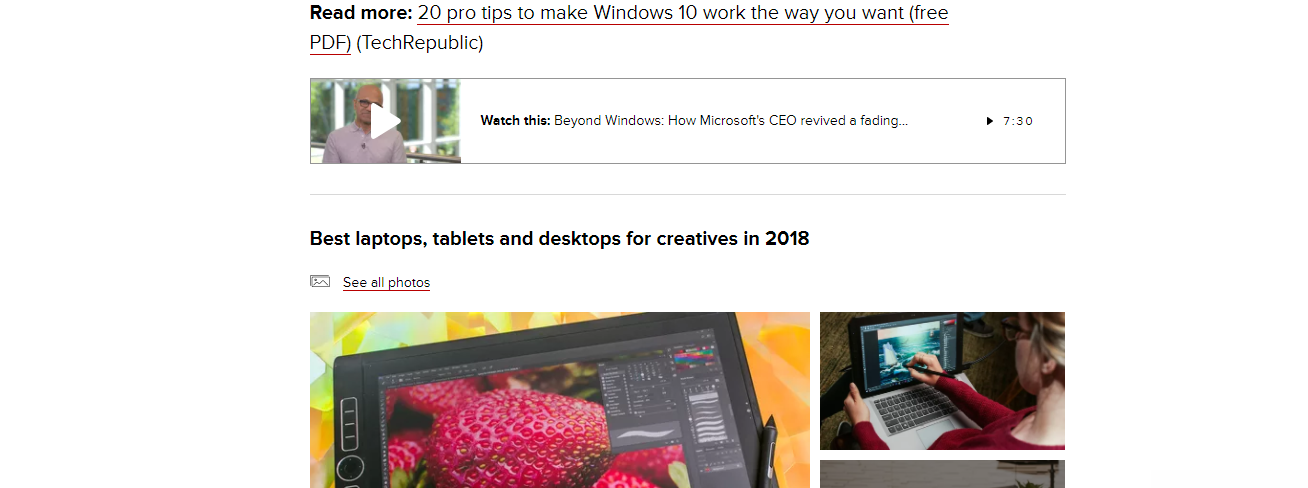 Read more: 20 pro tips to make Windows 10 work the way you want (free
PDF) (TechRepublic)
Watch this: Beyond Windows: How Microsoft's CEO revived a fading...
7:30
Best laptops, tablets and desktops for creatives in 2018
See all photos